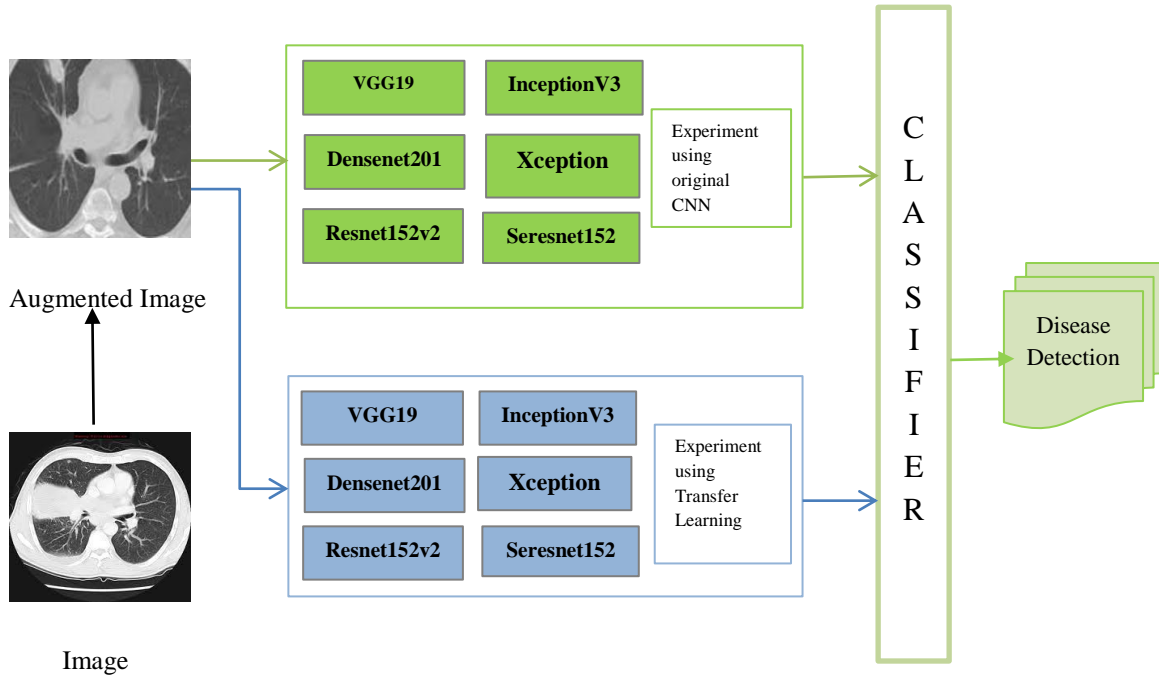 VGG19
InceptionV3
Densenet201
Xception
Resnet152v2
Seresnet152
Experiment
using
original
CNN
Augmented Image
VGG19
InceptionV3
Densenet201
Xception
Resnet152v2
Seresnet152
Experiment
using
Transfer
Learning
Image
C
L
A
S
S
I
F
I
E
R
Disease
Detection